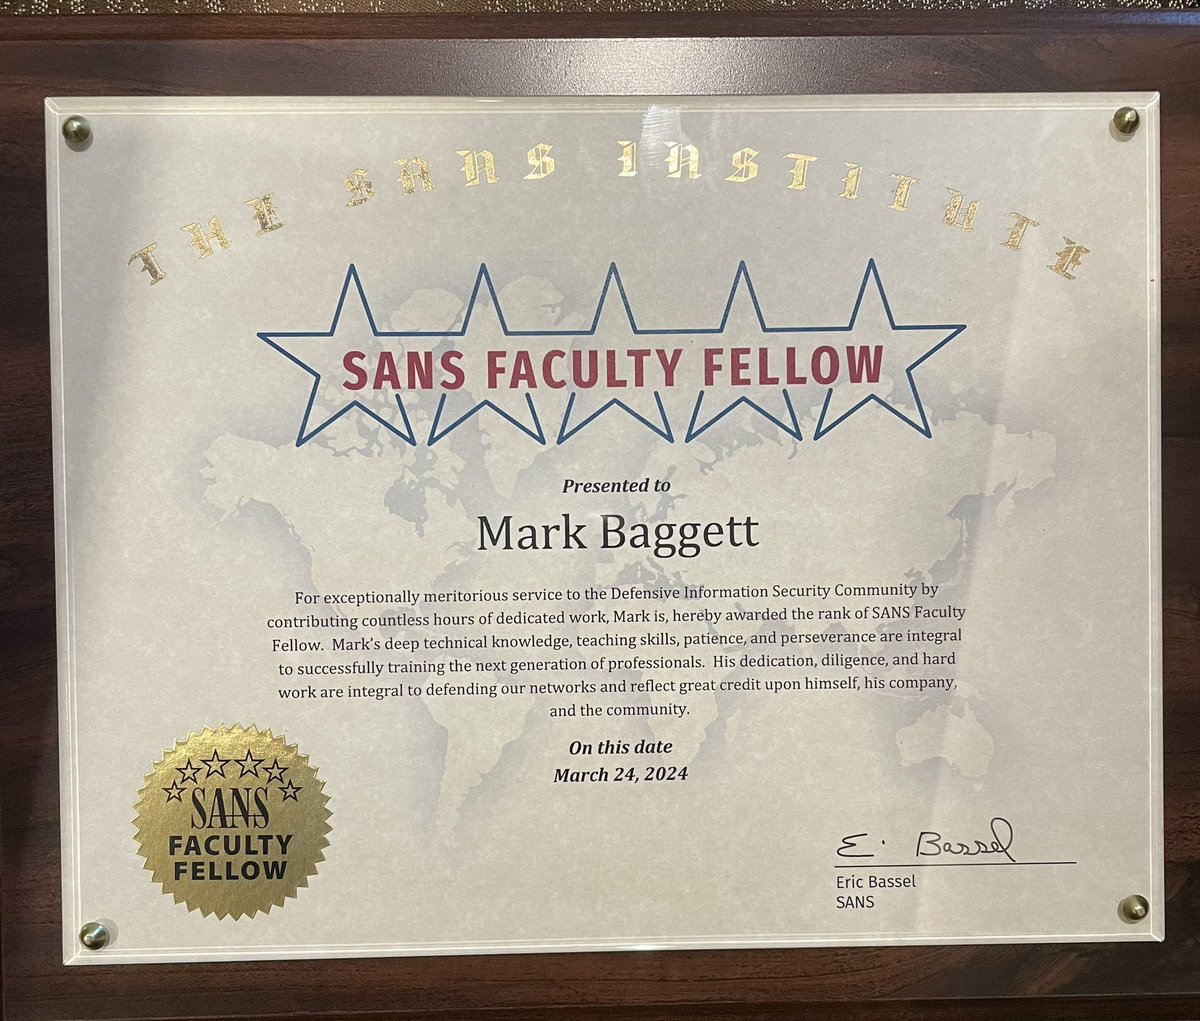 THE SANS INSTITUTE
SANS FACULTY FELLOW
Presented to
Mark Baggett
For exceptionally meritorious service to the Defensive Information Security Community by
contributing countless hours of dedicated work, Mark is, hereby awarded the rank of SANS Faculty
Fellow. Mark's deep technical knowledge, teaching skills, patience, and perseverance are integral
to successfully training the next generation of professionals. His dedication, diligence, and hard
work are integral to defending our networks and reflect great credit upon himself, his company,
and the community.
On this date
March 24, 2024
SANS
FACULTY
FELLOW
E. Bassel
Eric Bassel
SANS